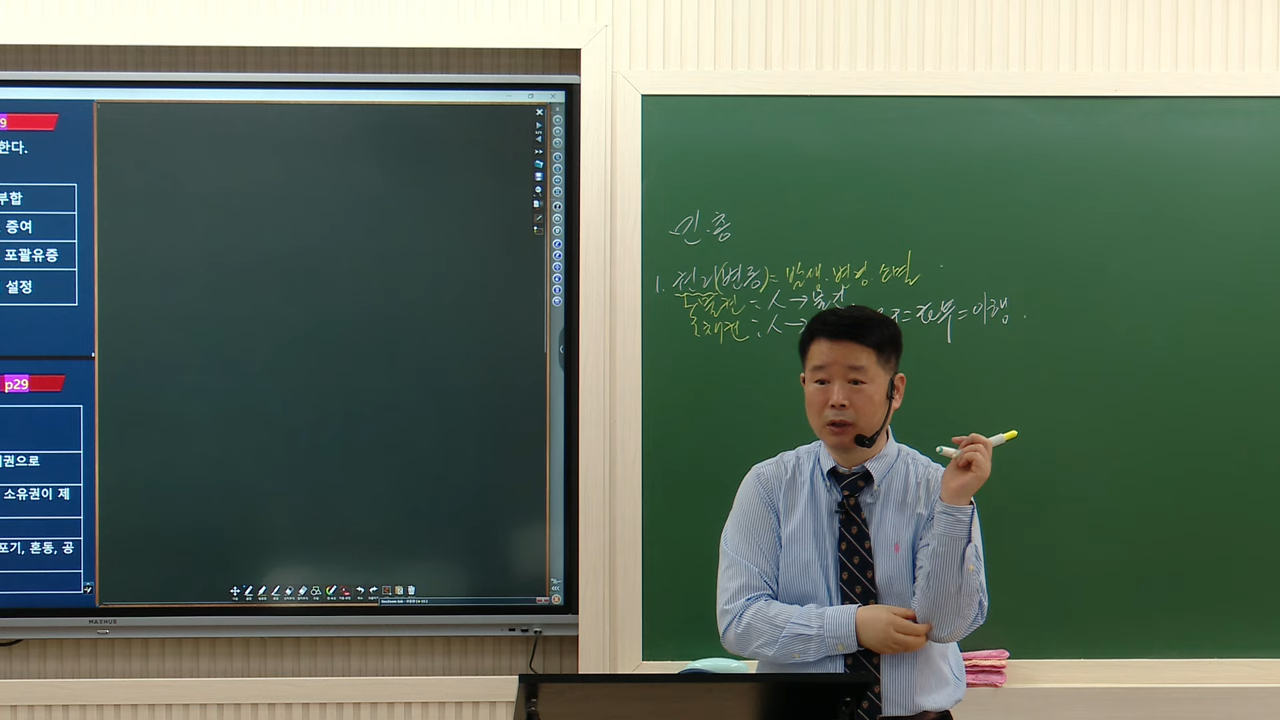 9
한다.
부합
증여
포괄유증
설정
p29
권으로
소유권이 제
포기, 혼동, 공
MAXHUB
민.총
1. 권리(변동)= 발생.변경.소멸
물권 : 人→물건
채권 : 人→
=이행.